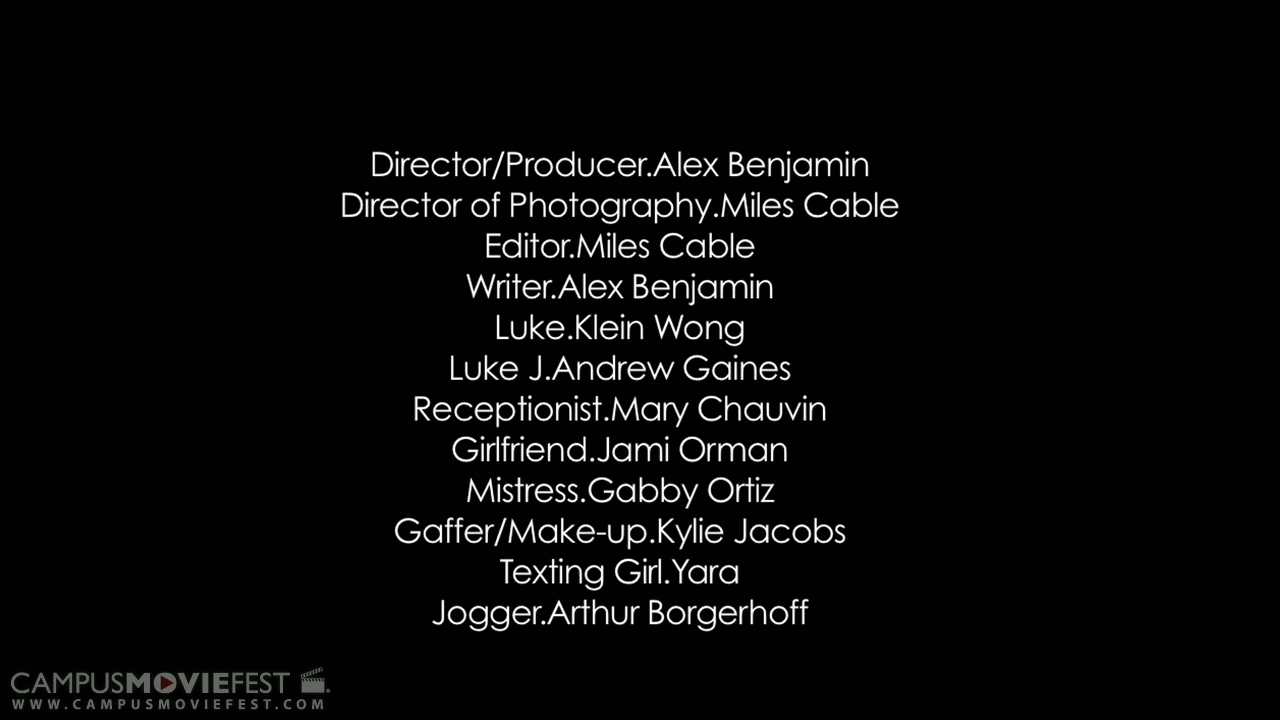 Director/Producer.Alex Benjamin
Director of Photography.Miles Cable
Editor.Miles Cable
Writer.Alex Benjamin
Luke.Klein Wong
Luke J.Andrew Gaines
Receptionist.Mary Chauvin
Girlfriend.Jami Orman
Mistress.Gabby Ortiz
Gaffer/Make-up.Kylie Jacobs
Texting Girl.Yara
Jogger.Arthur Borgerhoff
CAMPUSMOVIEFEST
WWW.CAMPUSMOVIEFEST.COM